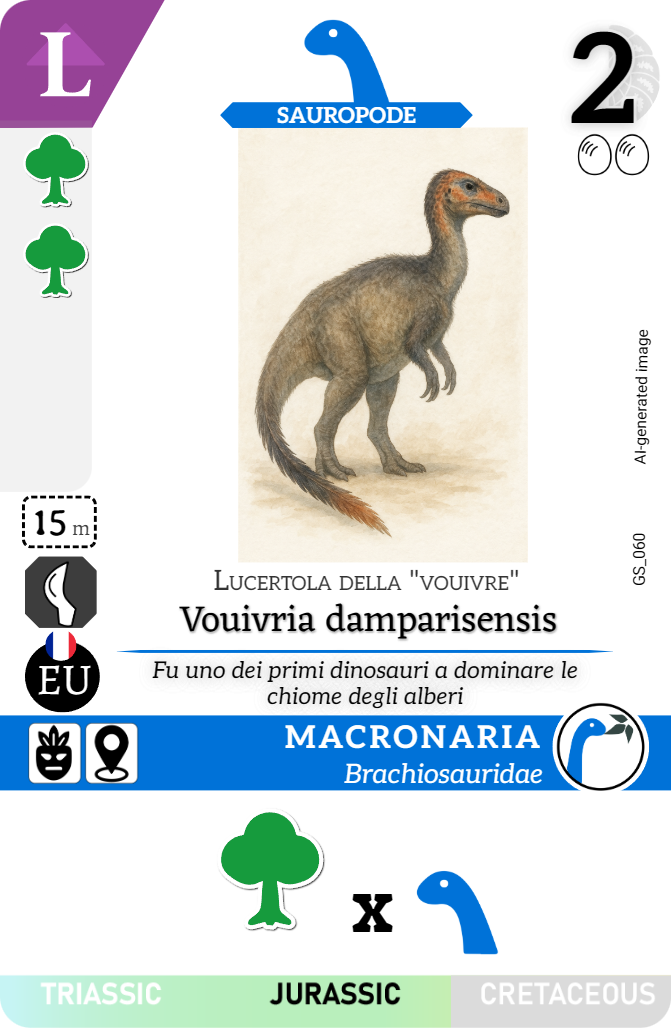 L
SAUROPODE
2
AI-generated image
GS_060
15 m
EU
LUCERTOLA DELLA "VOUIVRE"
Vouivria damparisensis
Fu uno dei primi dinosauri a dominare le
chiome degli alberi
MACRONARIA
Brachiosauridae
x
TRIASSIC JURASSIC CRETACEOUS